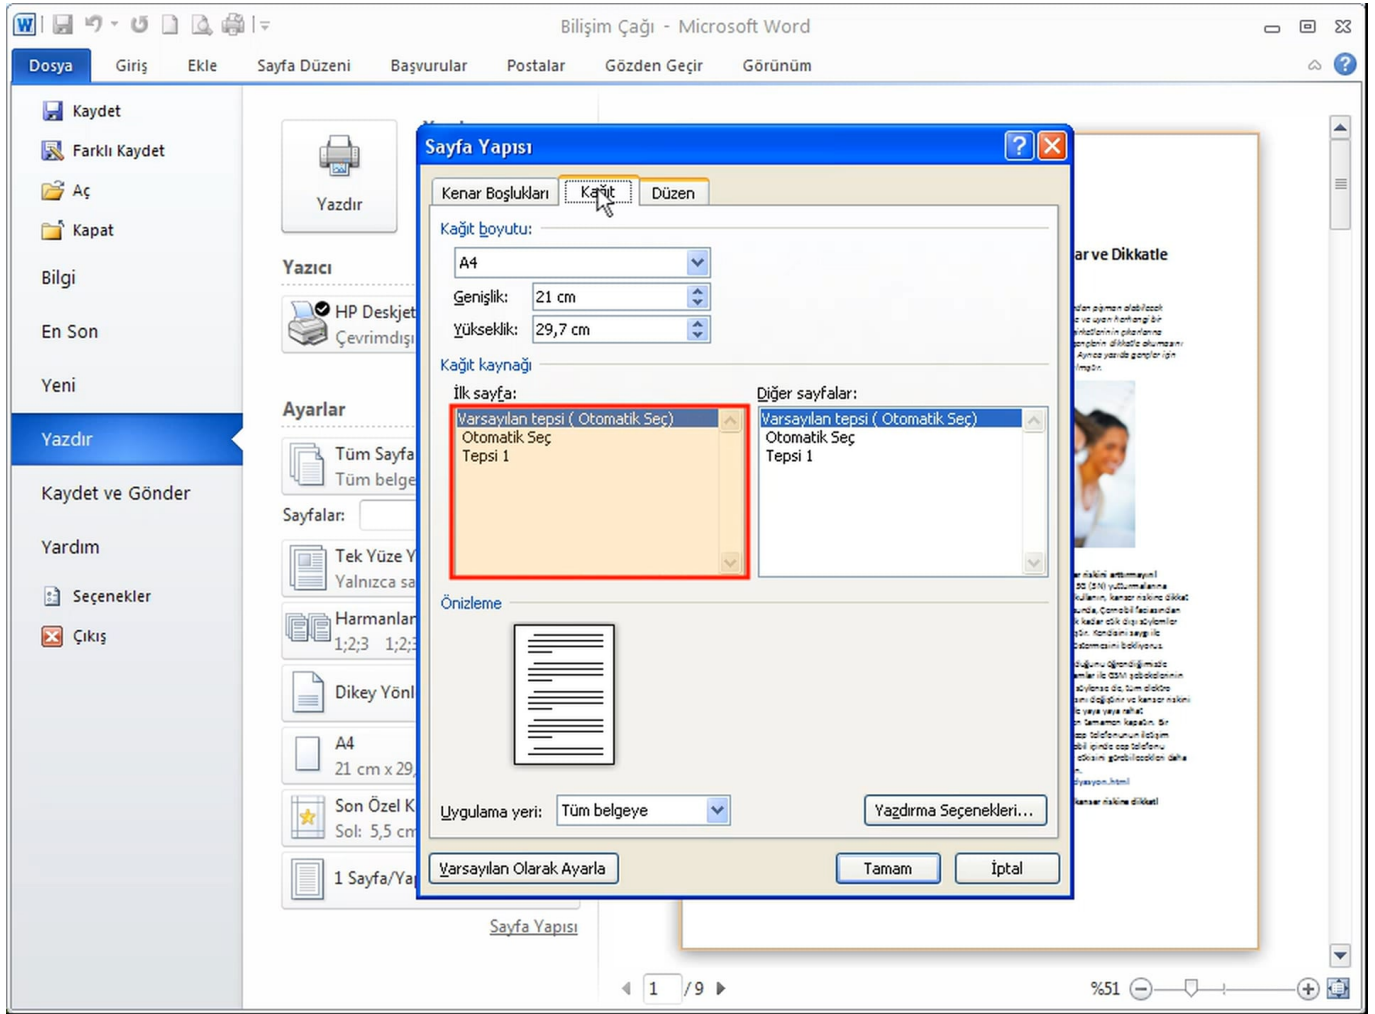 Bilişim Çağı - Microsoft Word
Dosya Giriş Ekle Sayfa Düzeni Başvurular Postalar Gözden Geçir Görünüm
Kaydet
Farklı Kaydet
Aç
Kapat
Bilgi
En Son
Yeni
Yazdır
Kaydet ve Gönder
Yardım
Seçenekler
Çıkış
Yazdır
Yazıcı
HP Deskjet
Çevrimdışı
Ayarlar
Tüm Sayfa
Tüm belge
Sayfalar:
Tek Yüze Y
Yalnızca sa
Harmanlar
1;2;3 1;2;3
Dikey Yönl
A4
21 cm x 29,
Son Özel K
Sol: 5,5 cm
1 Sayfa/Ya
Sayfa Yapısı
Sayfa Yapısı
Kenar Boşlukları Kağıt Düzen
Kağıt boyutu:
A4
Genişlik: 21 cm
Yükseklik: 29,7 cm
Kağıt kaynağı
İlk sayfa:
Varsayılan tepsi ( Otomatik Seç)
Otomatik Seç
Tepsi 1
Diğer sayfalar:
Varsayılan tepsi ( Otomatik Seç)
Otomatik Seç
Tepsi 1
Önizleme
Uygulama yeri: Tüm belgeye
Yazdırma Seçenekleri...
Varsayılan Olarak Ayarla
Tamam İptal
ar ve Dikkatle
1 /9
%51